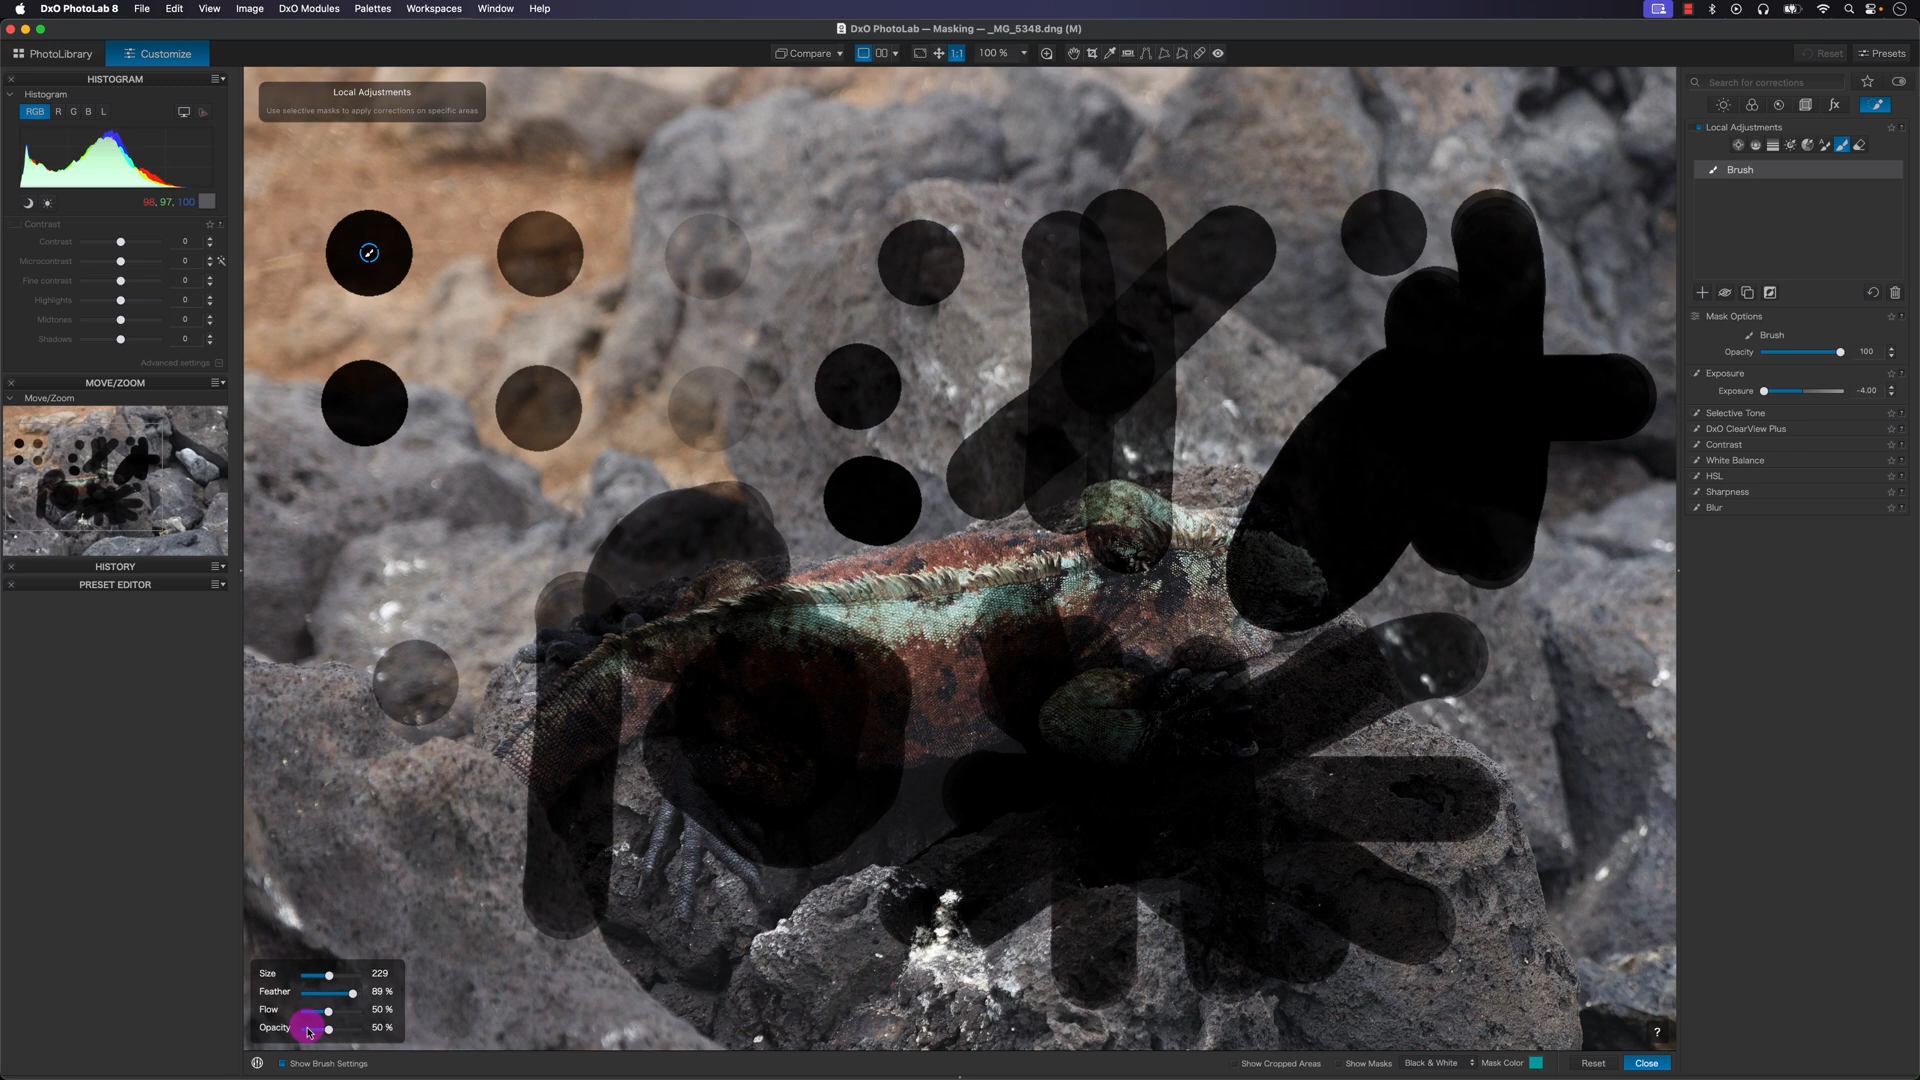 DxO PhotoLab 8 File Edit View Image DxO Modules Palettes Workspaces Window Help
DxO PhotoLab — Masking — _MG_5348.dng (M)
PhotoLibrary Customize Compare 1:1 100 % Reset Presets
HISTOGRAM
Histogram
RGB R G B L
98, 97, 100
Contrast
Contrast 0
Microcontrast 0
Fine contrast 0
Highlights 0
Midtones 0
Shadows 0
Advanced settings
MOVE/ZOOM
Move/Zoom
HISTORY
PRESET EDITOR
Local Adjustments
Use selective masks to apply corrections on specific areas
Size 229
Feather 89 %
Flow 50 %
Opacity 50 %
Show Brush Settings
Search for corrections
fx
Local Adjustments
Brush
Mask Options
Brush
Opacity 100
Exposure
Exposure -4.00
Selective Tone
DxO ClearView Plus
Contrast
White Balance
HSL
Sharpness
Blur
?
Show Cropped Areas Show Masks Black & White Mask Color Reset Close